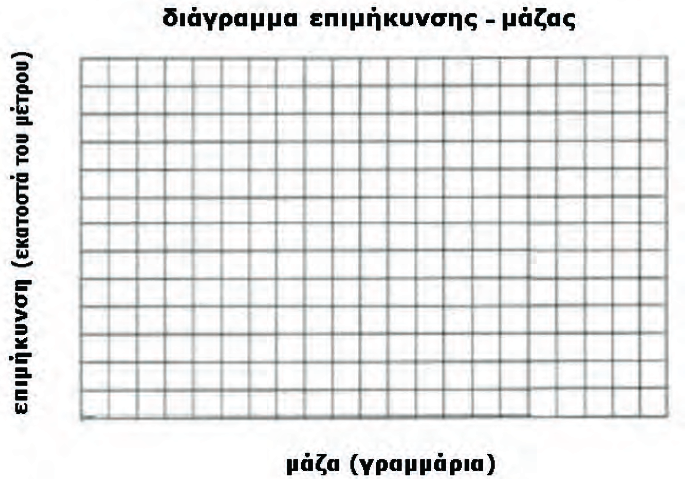 διάγραμμα επιμήκυνσης - μάζας
επιμήκυνση (εκατοστά του μέτρου)
μάζα (γραμμάρια)